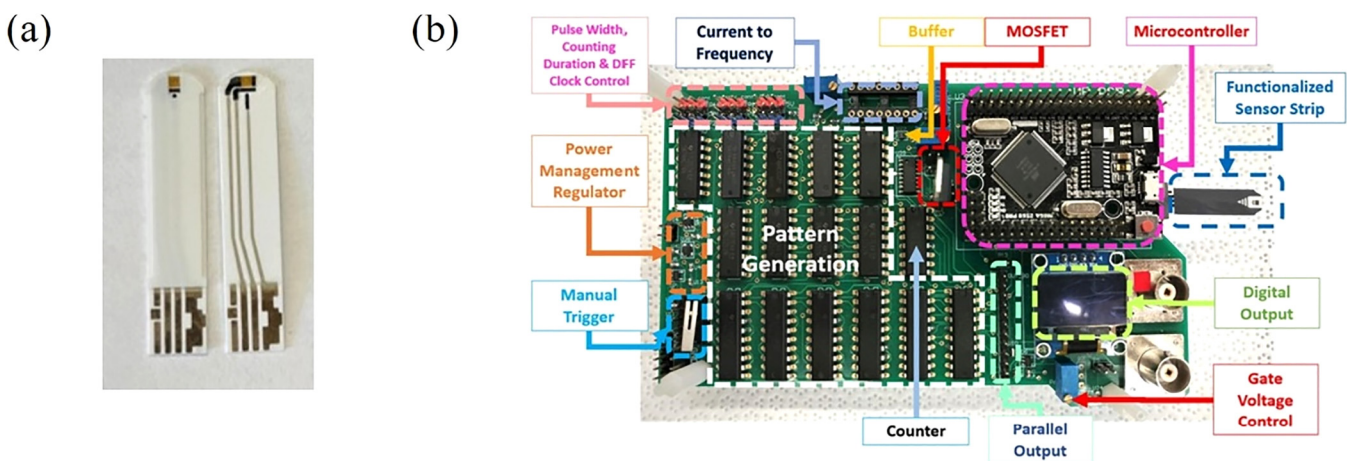 (a)
(b)
Pulse Width,
Counting
Duration & DFF
Clock Control
Current to
Frequency
Buffer
MOSFET
Microcontroller
Functionalized
Sensor Strip
Power
Management
Regulator
Pattern
Generation
Manual
Trigger
Digital
Output
Gate
Voltage
Control
Counter
Parallel
Output